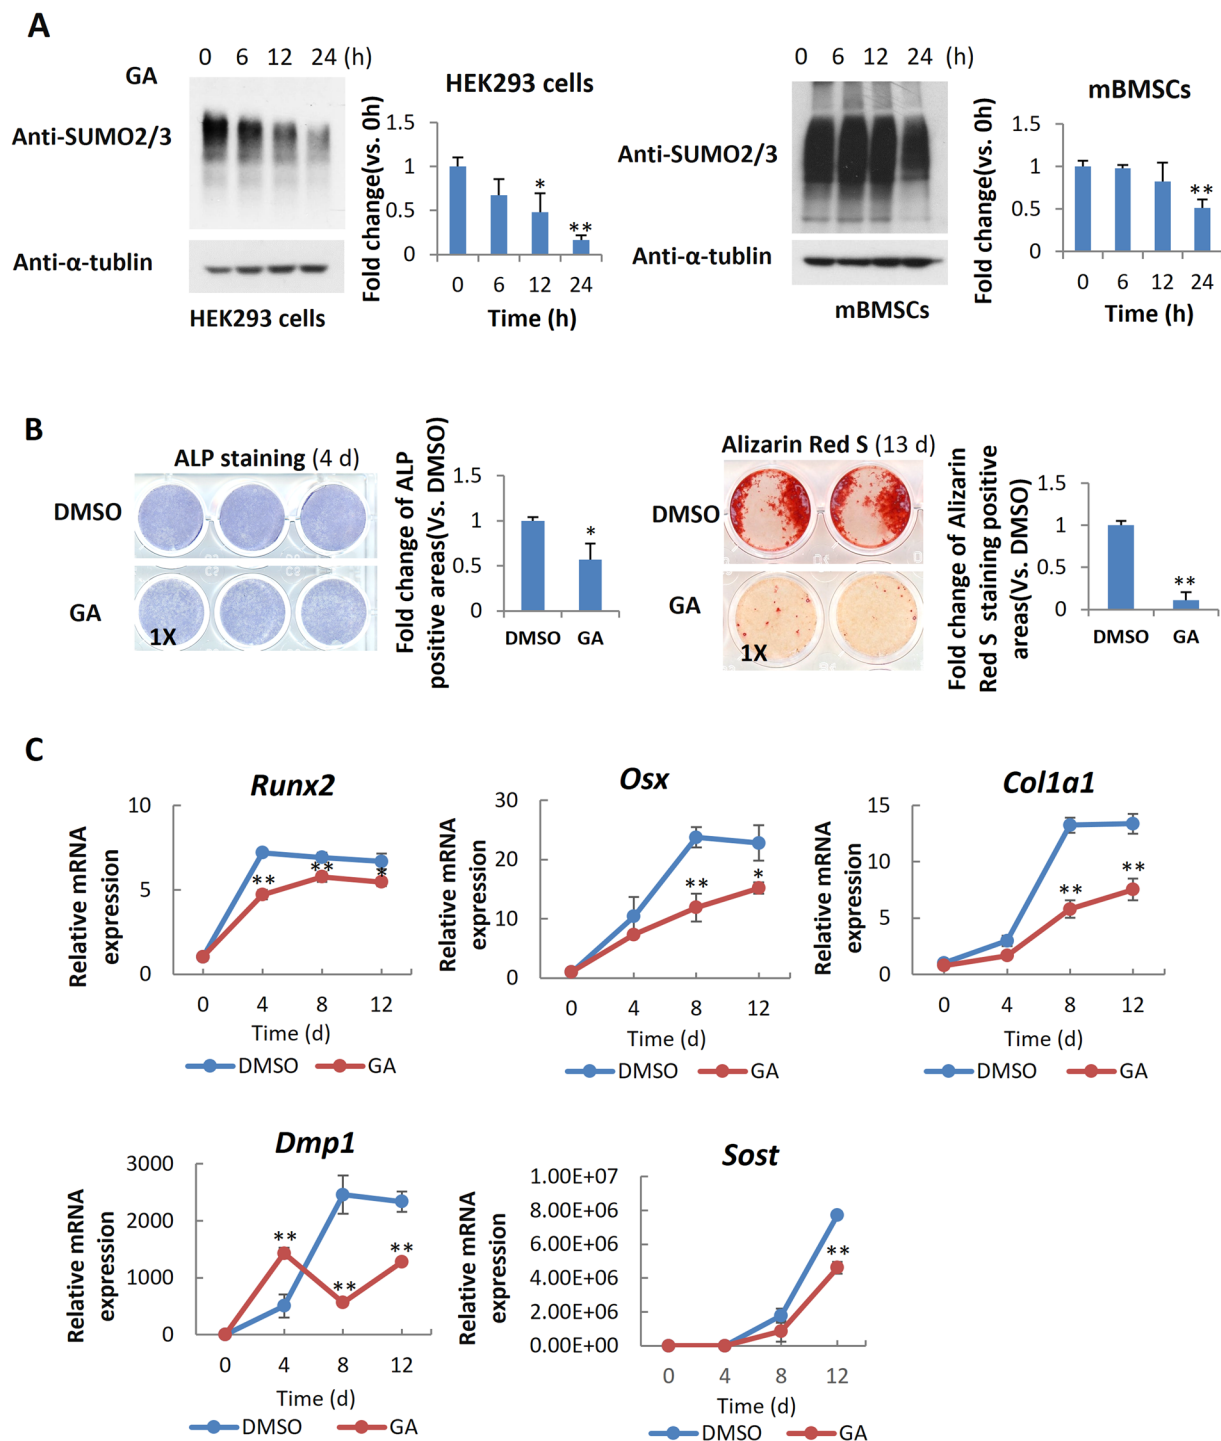 A
0 6 12 24 (h)
GA
Anti-SUMO2/3
Anti-α-tublin
HEK293 cells
HEK293 cells
Fold change(vs. 0h)
1.5
1
0.5
0
* **
0 6 12 24
Time (h)
0 6 12 24 (h)
Anti-SUMO2/3
Anti-α-tublin
mBMSCs
mBMSCs
Fold change(vs. 0h)
1.5
1
0.5
0
**
0 6 12 24
Time (h)
B
ALP staining (4 d)
DMSO
GA
1X
Fold change of ALP
positive areas(Vs. DMSO)
1.5
1
0.5
0
*
DMSO GA
Alizarin Red S (13 d)
DMSO
GA
1X
Fold change of Alizarin
Red S staining positive
areas(Vs. DMSO)
1.5
1
0.5
0
**
DMSO GA
C
Runx2
Relative mRNA
expression
10
5
0
** ** *
0 4 8 12
Time (d)
DMSO GA
Osx
Relative mRNA
expression
30
20
10
0
** *
0 4 8 12
Time (d)
DMSO GA
Col1a1
Relative mRNA
expression
15
10
5
0
** **
0 4 8 12
Time (d)
DMSO GA
Dmp1
Relative mRNA
expression
3000
2000
1000
0
** ** **
0 4 8 12
Time (d)
DMSO GA
Sost
Relative mRNA
expression
1.00E+07
8.00E+06
6.00E+06
4.00E+06
2.00E+06
0.00E+00
**
0 4 8 12
Time (d)
DMSO GA